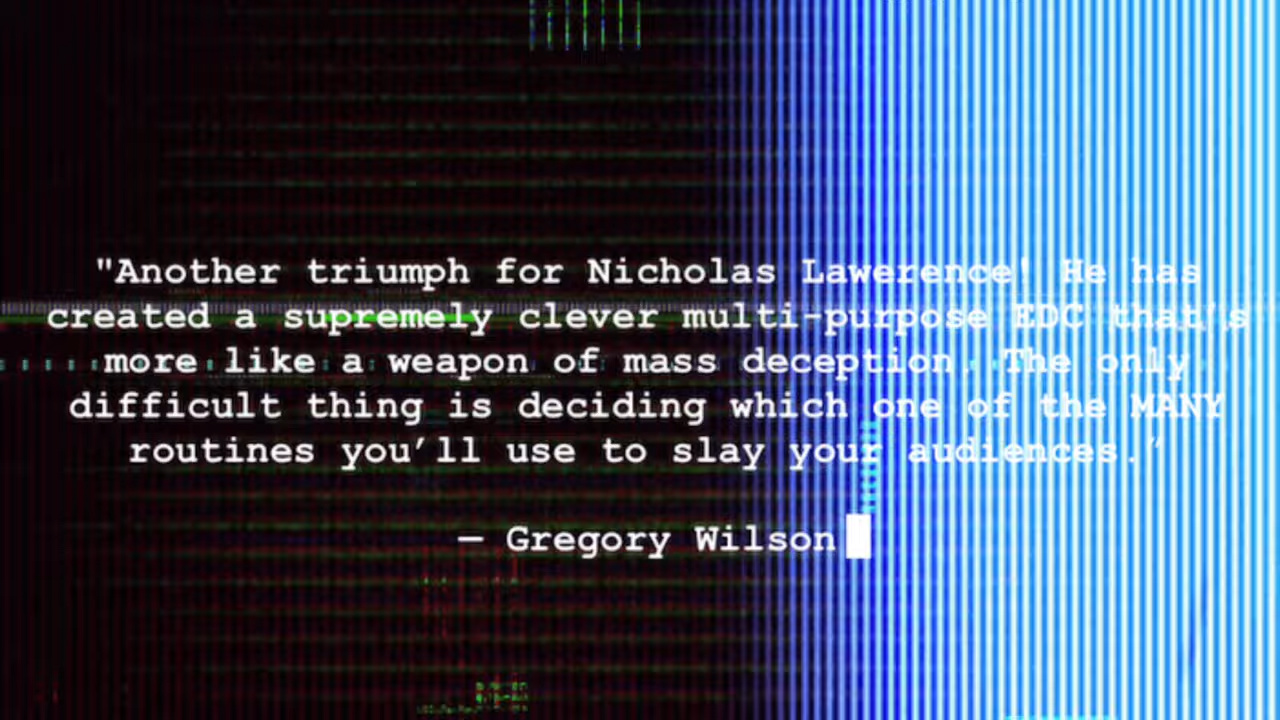 "Another triumph for Nicholas Lawerence! He has
created a supremely clever multi-purpose EDC that's
more like a weapon of mass deception. The only
difficult thing is deciding which one of the MANY
routines you’ll use to slay your audiences.”
— Gregory Wilson